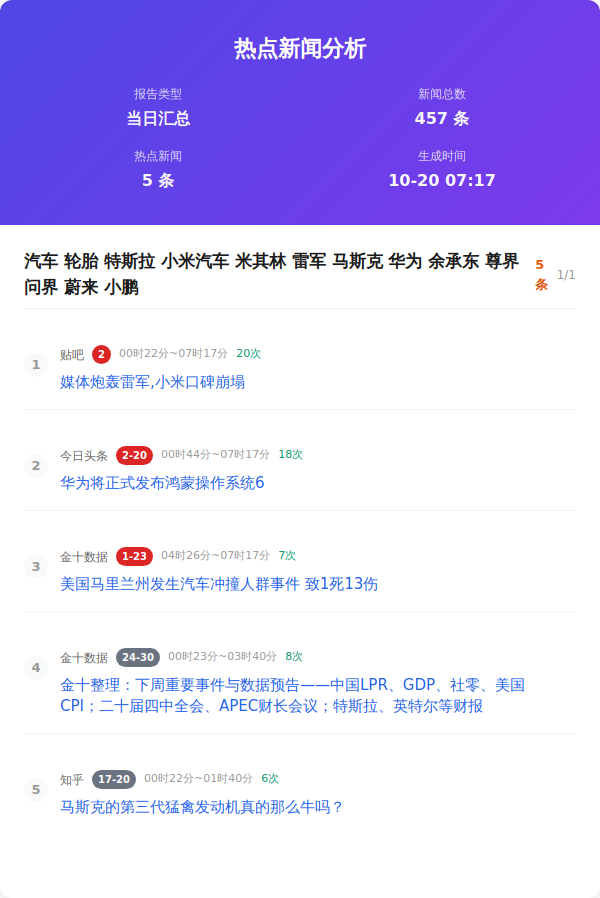 热点新闻分析
报告类型
当日汇总
新闻总数
457 条
热点新闻
5 条
生成时间
10-20 07:17
汽车 轮胎 特斯拉 小米汽车 米其林 雷军 马斯克 华为 余承东 尊界
问界 蔚来 小鹏
5
条
1/1
1
贴吧 2 00时22分~07时17分 20次
媒体炮轰雷军,小米口碑崩塌
2
今日头条 2-20 00时44分~07时17分 18次
华为将正式发布鸿蒙操作系统6
3
金十数据 1-23 04时26分~07时17分 7次
美国马里兰州发生汽车冲撞人群事件 致1死13伤
4
金十数据 24-30 00时23分~03时40分 8次
金十整理：下周重要事件与数据预告——中国LPR、GDP、社零、美国
CPI；二十届四中全会、APEC财长会议；特斯拉、英特尔等财报
5
知乎 17-20 00时22分~01时40分 6次
马斯克的第三代猛禽发动机真的那么牛吗？